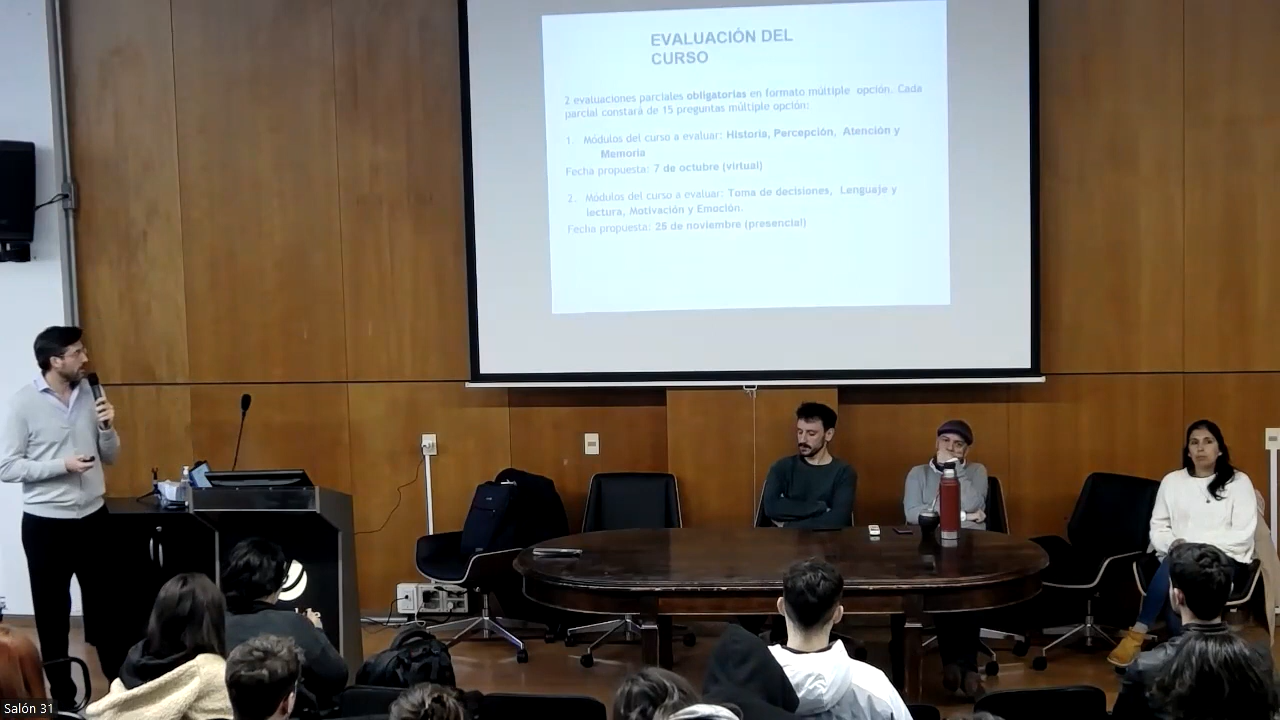 EVALUACIÓN DEL
CURSO
2 evaluaciones parciales obligatorias en formato múltiple opción. Cada
parcial constará de 15 preguntas múltiple opción:
1. Módulos del curso a evaluar: Historia, Percepción, Atención y
Memoria
Fecha propuesta: 7 de octubre (virtual)
2. Módulos del curso a evaluar: Toma de decisiones, Lenguaje y
lectura, Motivación y Emoción.
Fecha propuesta: 25 de noviembre (presencial)
Salón 31